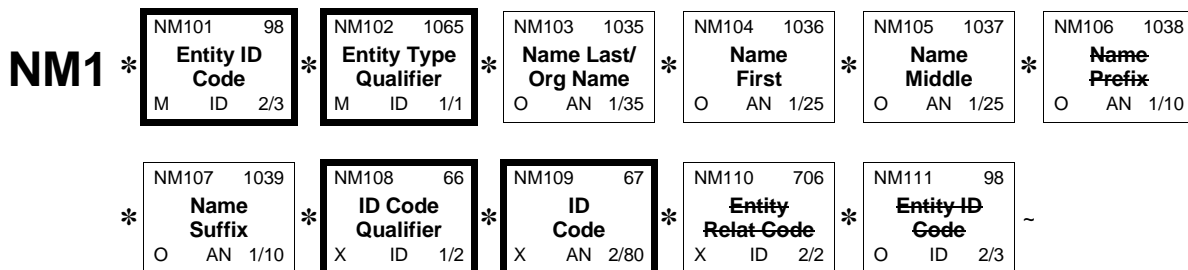 NM101 98 NM102 1065 NM103 1035 NM104 1036 NM105 1037 NM106 1038
NM1 * Entity ID * Entity Type * Name Last/ * Name * Name * Name
Code Qualifier Org Name First Middle Prefix
M ID 2/3 M ID 1/1 O AN 1/35 O AN 1/25 O AN 1/25 O AN 1/10
NM107 1039 NM108 66 NM109 67 NM110 706 NM111 98
* Name * ID Code * ID * Entity * Entity ID ~
Suffix Qualifier Code Relat Code Code
O AN 1/10 X ID 1/2 X AN 2/80 X ID 2/2 O ID 2/3